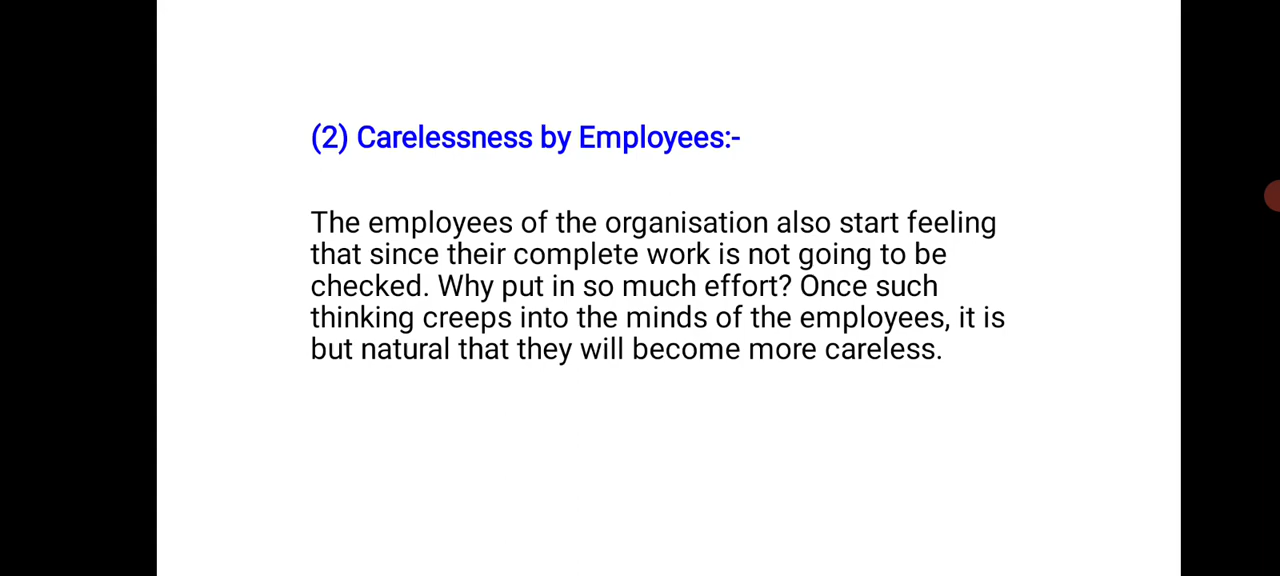 (2) Carelessness by Employees:-
The employees of the organisation also start feeling
that since their complete work is not going to be
checked. Why put in so much effort? Once such
thinking creeps into the minds of the employees, it is
but natural that they will become more careless.